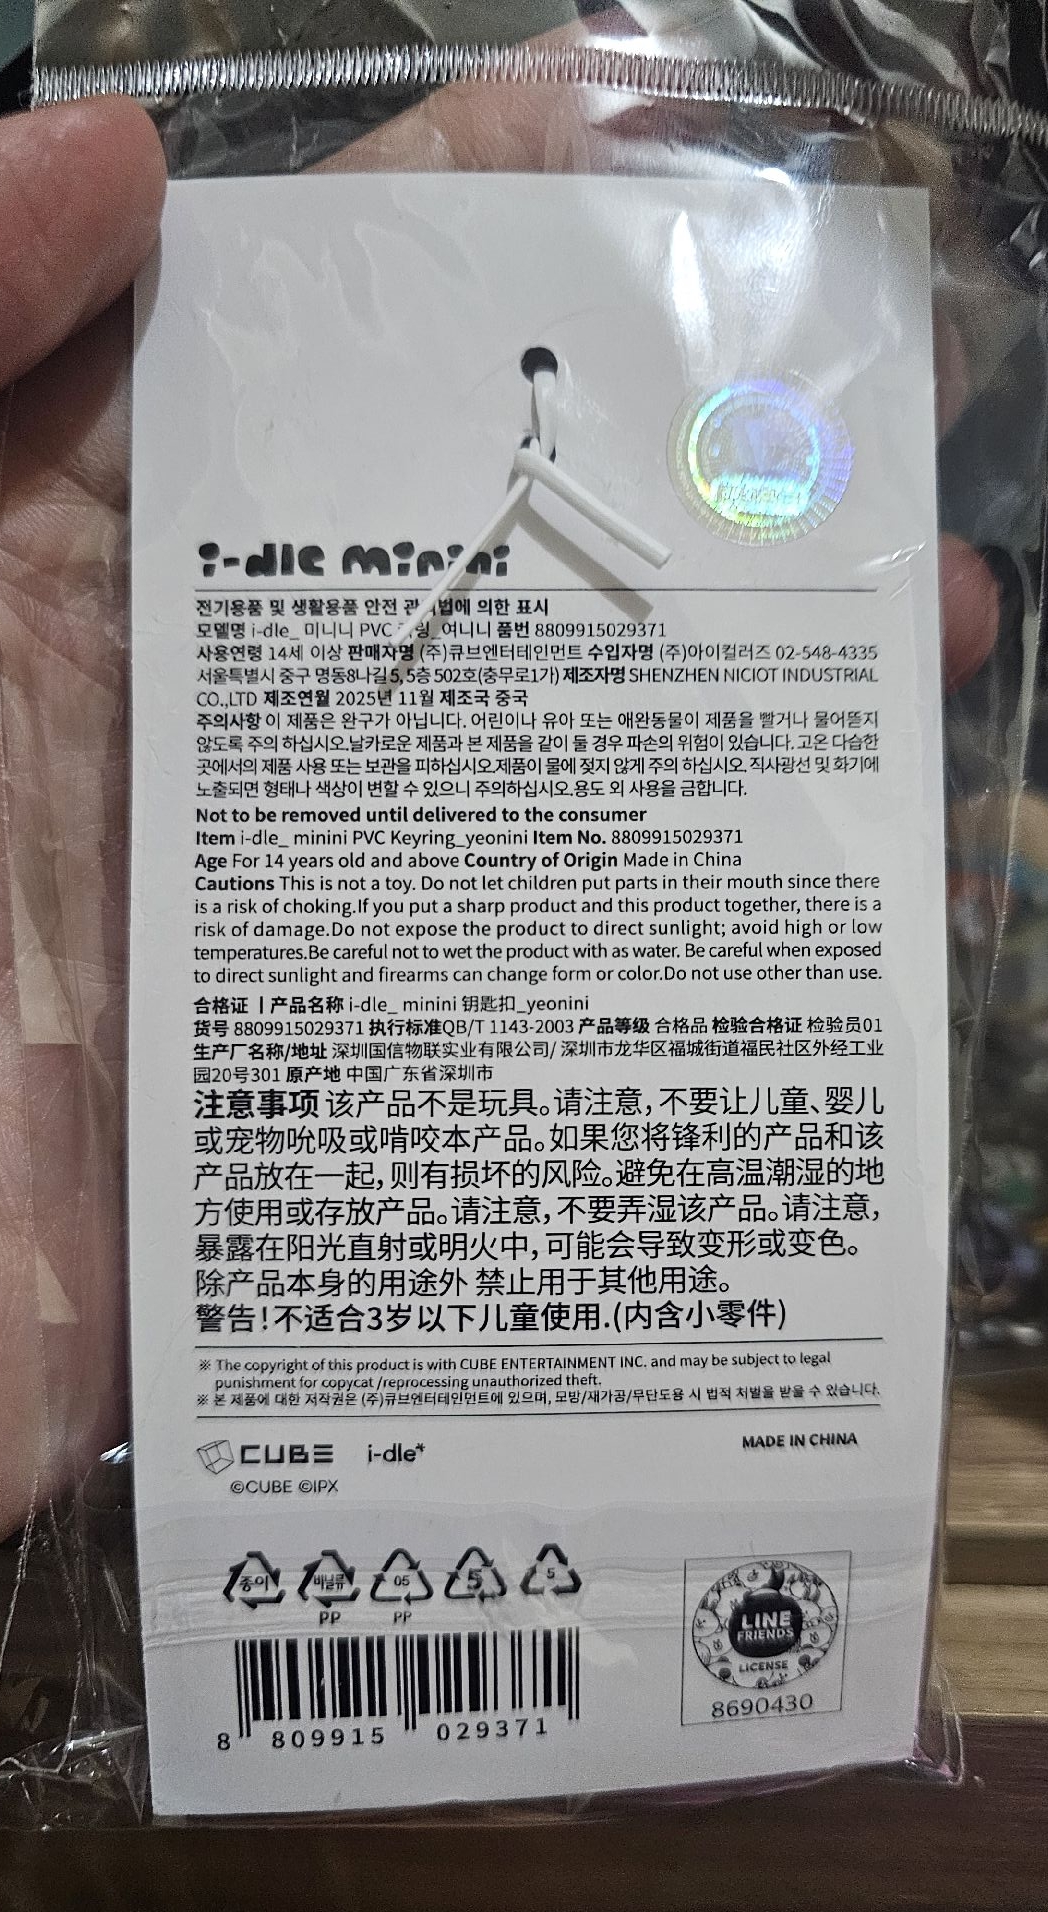 i-dle minini
전기용품 및 생활용품 안전 관 법에 의한 표시
모델명 i-dle_ 미니니 PVC 링_여니니 품번 8809915029371
사용연령 14세 이상 판매자명 (주)큐브엔터테인먼트 수입자명 (주)아이컬러즈 02-548-4335
서울특별시 중구 명동8나길 5, 5층 502호(충무로1가) 제조자명 SHENZHEN NICIOT INDUSTRIAL
CO.,LTD 제조연월 2025년 11월 제조국 중국
주의사항 이 제품은 완구가 아닙니다. 어린이나 유아 또는 애완동물이 제품을 빨거나 물어뜯지
않도록 주의 하십시오.날카로운 제품과 본 제품을 같이 둘 경우 파손의 위험이 있습니다. 고온 다습한
곳에서의 제품 사용 또는 보관을 피하십시오.제품이 물에 젖지 않게 주의 하십시오. 직사광선 및 화기에
노출되면 형태나 색상이 변할 수 있으니 주의하십시오.용도 외 사용을 금합니다.
Not to be removed until delivered to the consumer
Item i-dle_ minini PVC Keyring_yeonini Item No. 8809915029371
Age For 14 years old and above Country of Origin Made in China
Cautions This is not a toy. Do not let children put parts in their mouth since there
is a risk of choking.If you put a sharp product and this product together, there is a
risk of damage.Do not expose the product to direct sunlight; avoid high or low
temperatures.Be careful not to wet the product with as water. Be careful when exposed
to direct sunlight and firearms can change form or color.Do not use other than use.
合格证 | 产品名称 i-dle_ minini 钥匙扣_yeonini
货号 8809915029371 执行标准QB/T 1143-2003 产品等级 合格品 检验合格证 检验员01
生产厂名称/地址 深圳国信物联实业有限公司/ 深圳市龙华区福城街道福民社区外经工业
园20号301 原产地 中国广东省深圳市
注意事项 该产品不是玩具。请注意,不要让儿童、婴儿
或宠物吮吸或啃咬本产品。如果您将锋利的产品和该
产品放在一起,则有损坏的风险。避免在高温潮湿的地
方使用或存放产品。请注意,不要弄湿该产品。请注意,
暴露在阳光直射或明火中,可能会导致变形或变色。
除产品本身的用途外 禁止用于其他用途。
警告!不适合3岁以下儿童使用.(内含小零件)
※ The copyright of this product is with CUBE ENTERTAINMENT INC. and may be subject to legal
punishment for copycat /reprocessing unauthorized theft.
※ 본 제품에 대한 저작권은 (주)큐브엔터테인먼트에 있으며, 모방/재가공/무단도용 시 법적 처벌을 받을 수 있습니다.
CUBE i-dle*
MADE IN CHINA
©CUBE ©IPX
종이 비닐류 05 5 5
PP PP
8 809915 029371
LINE
FRIENDS
LICENSE
8690430